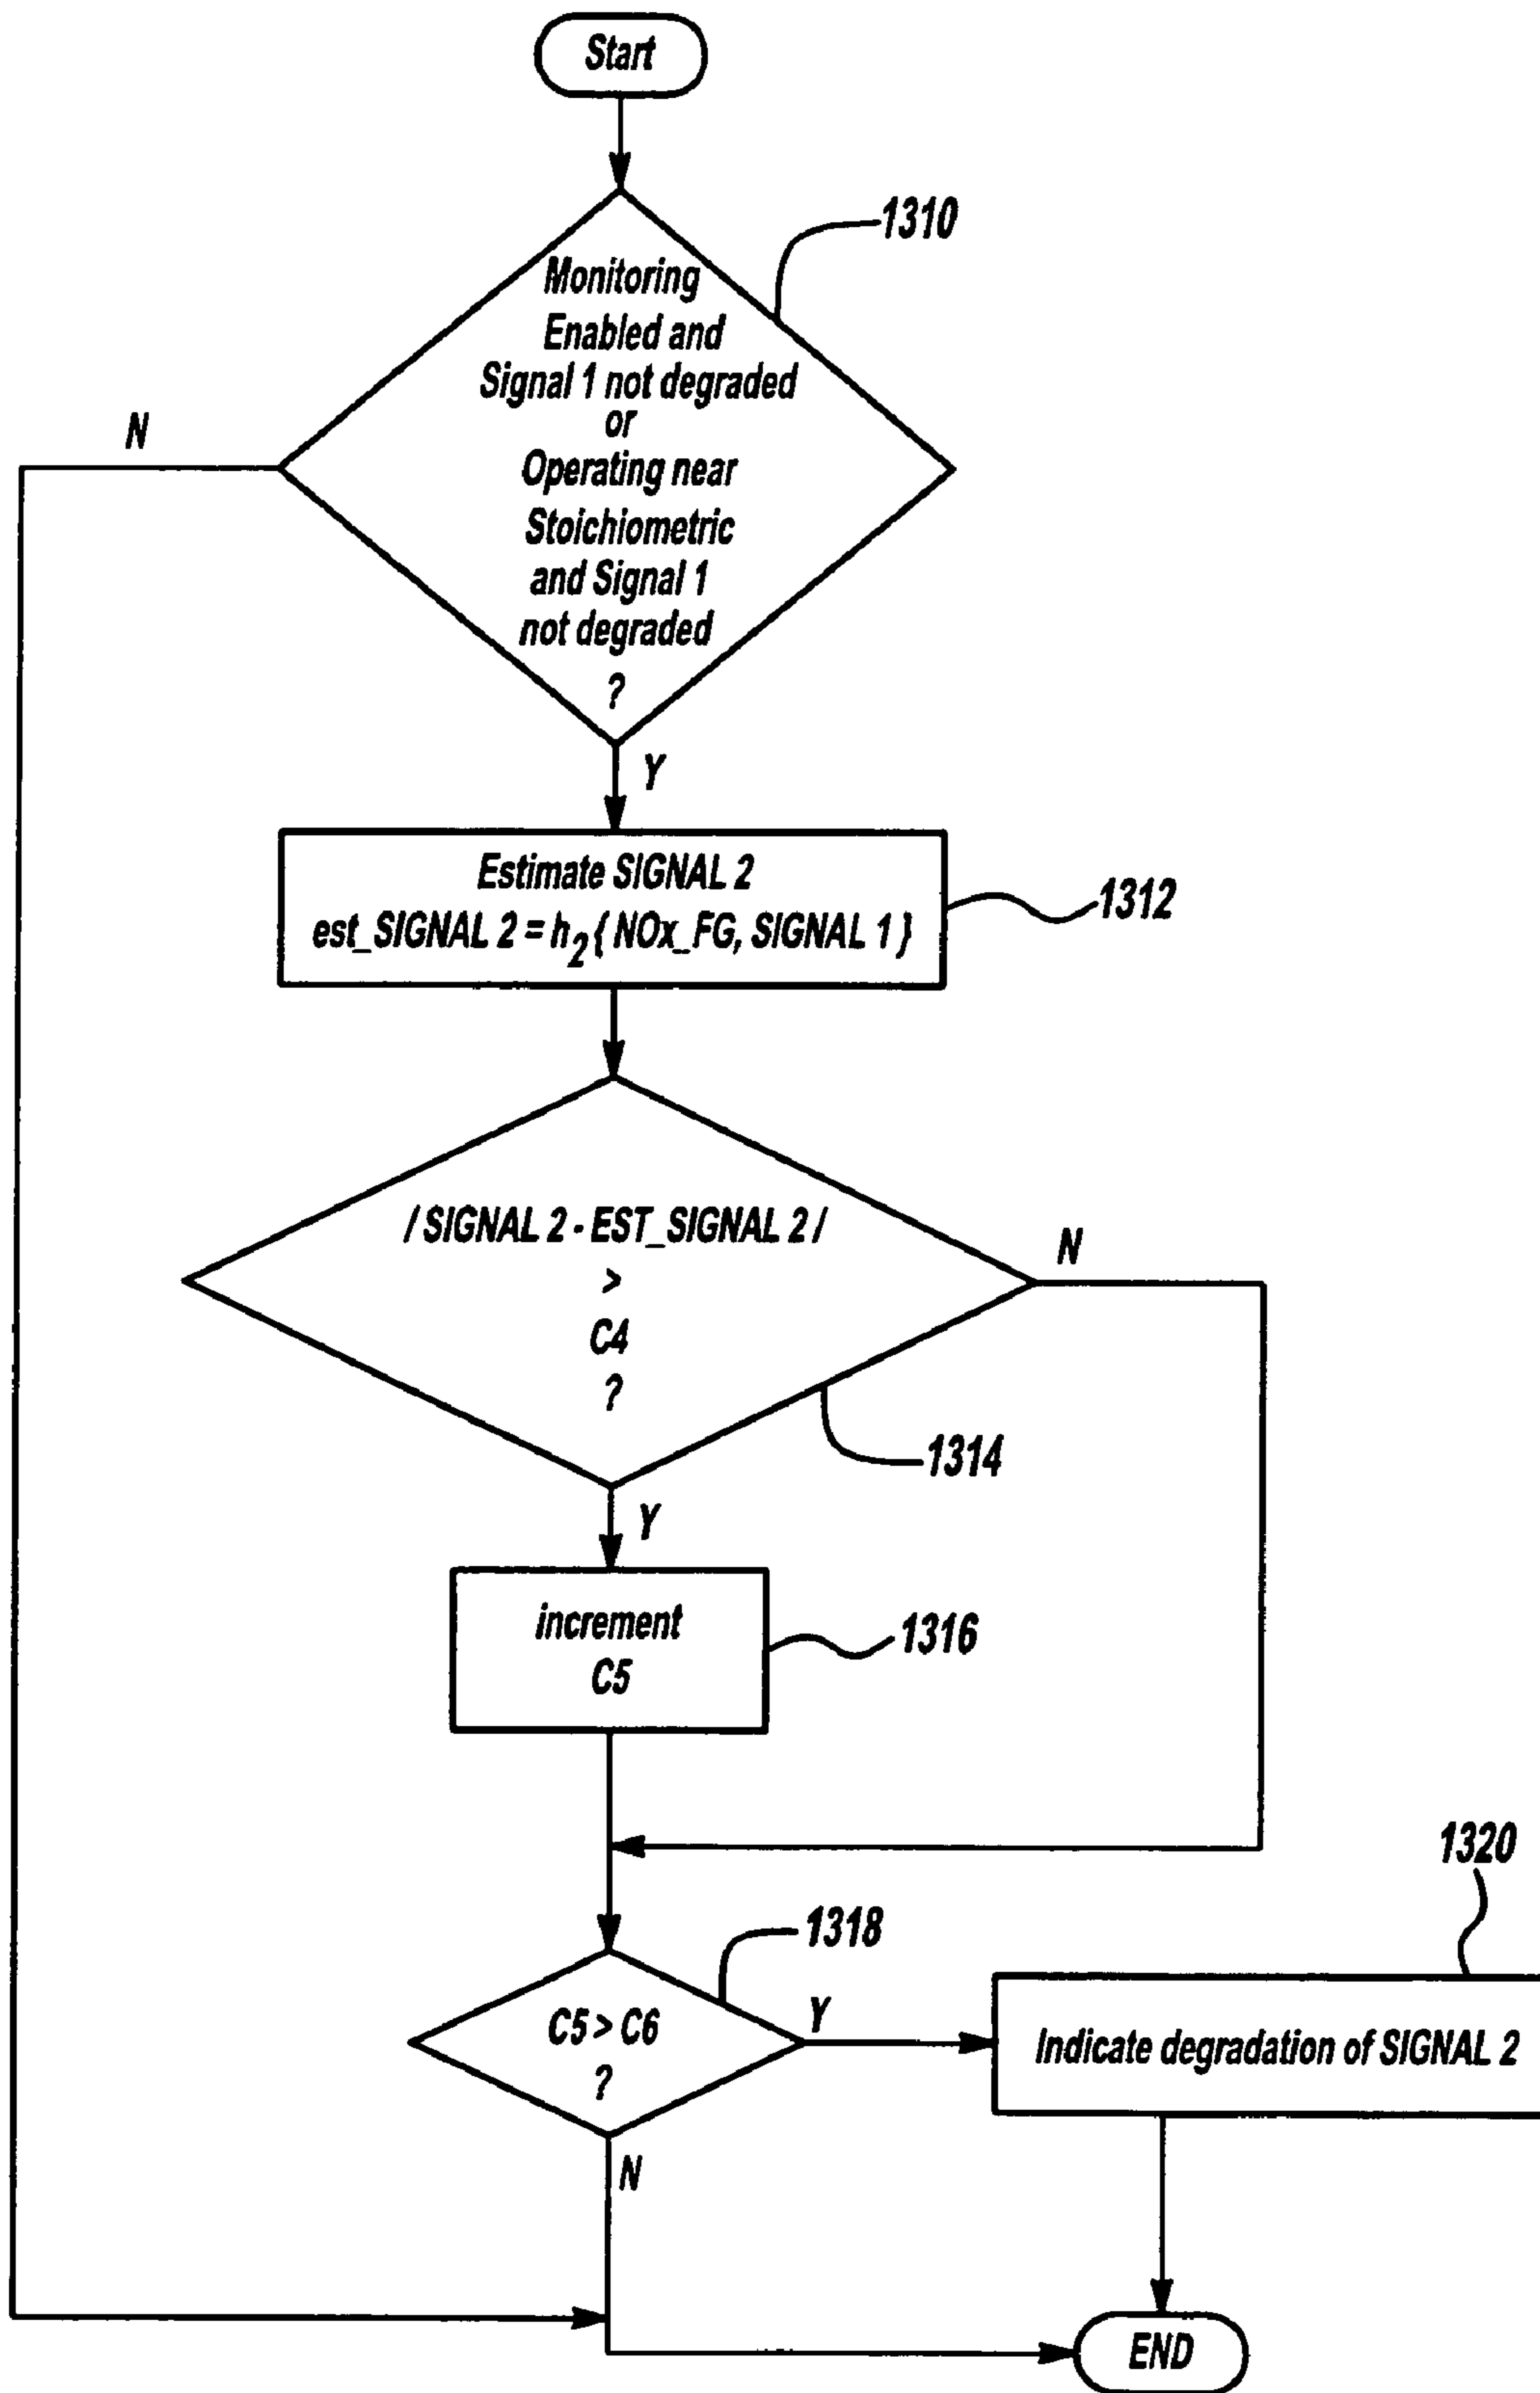 Start
1310
Monitoring
Enabled and
Signal 1 not degraded
or
Operating near
Stoichiometric
and Signal 1
not degraded
?
N
Y
Estimate SIGNAL 2
est_SIGNAL 2 = h2 { NOx_FG, SIGNAL 1 }
1312
/ SIGNAL 2 - EST_SIGNAL 2 /
>
C4
?
N
1314
Y
increment
C5
1316
1320
1318
C5 > C6
?
Y
Indicate degradation of SIGNAL 2
N
END